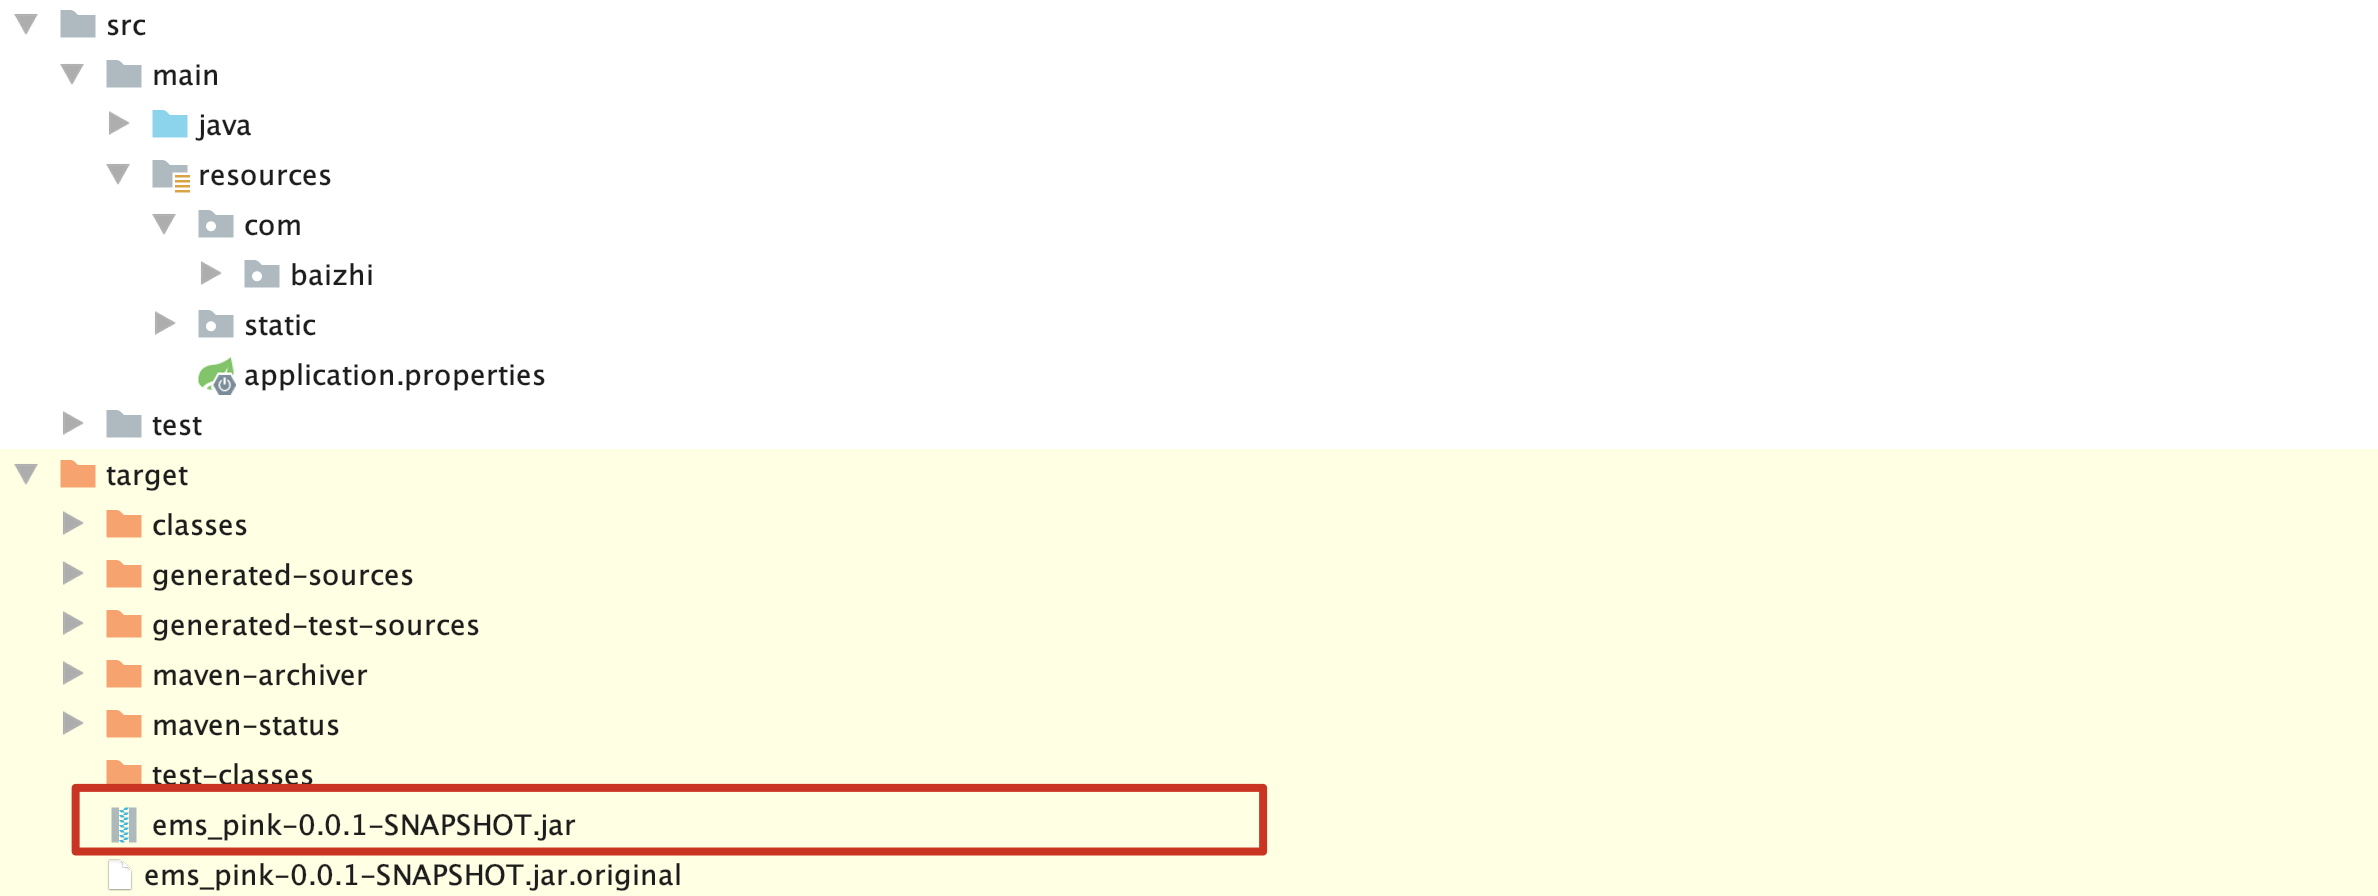 src
main
java
resources
com
baizhi
static
application.properties
test
target
classes
generated-sources
generated-test-sources
maven-archiver
maven-status
test-classes
ems_pink-0.0.1-SNAPSHOT.jar
ems_pink-0.0.1-SNAPSHOT.jar.original